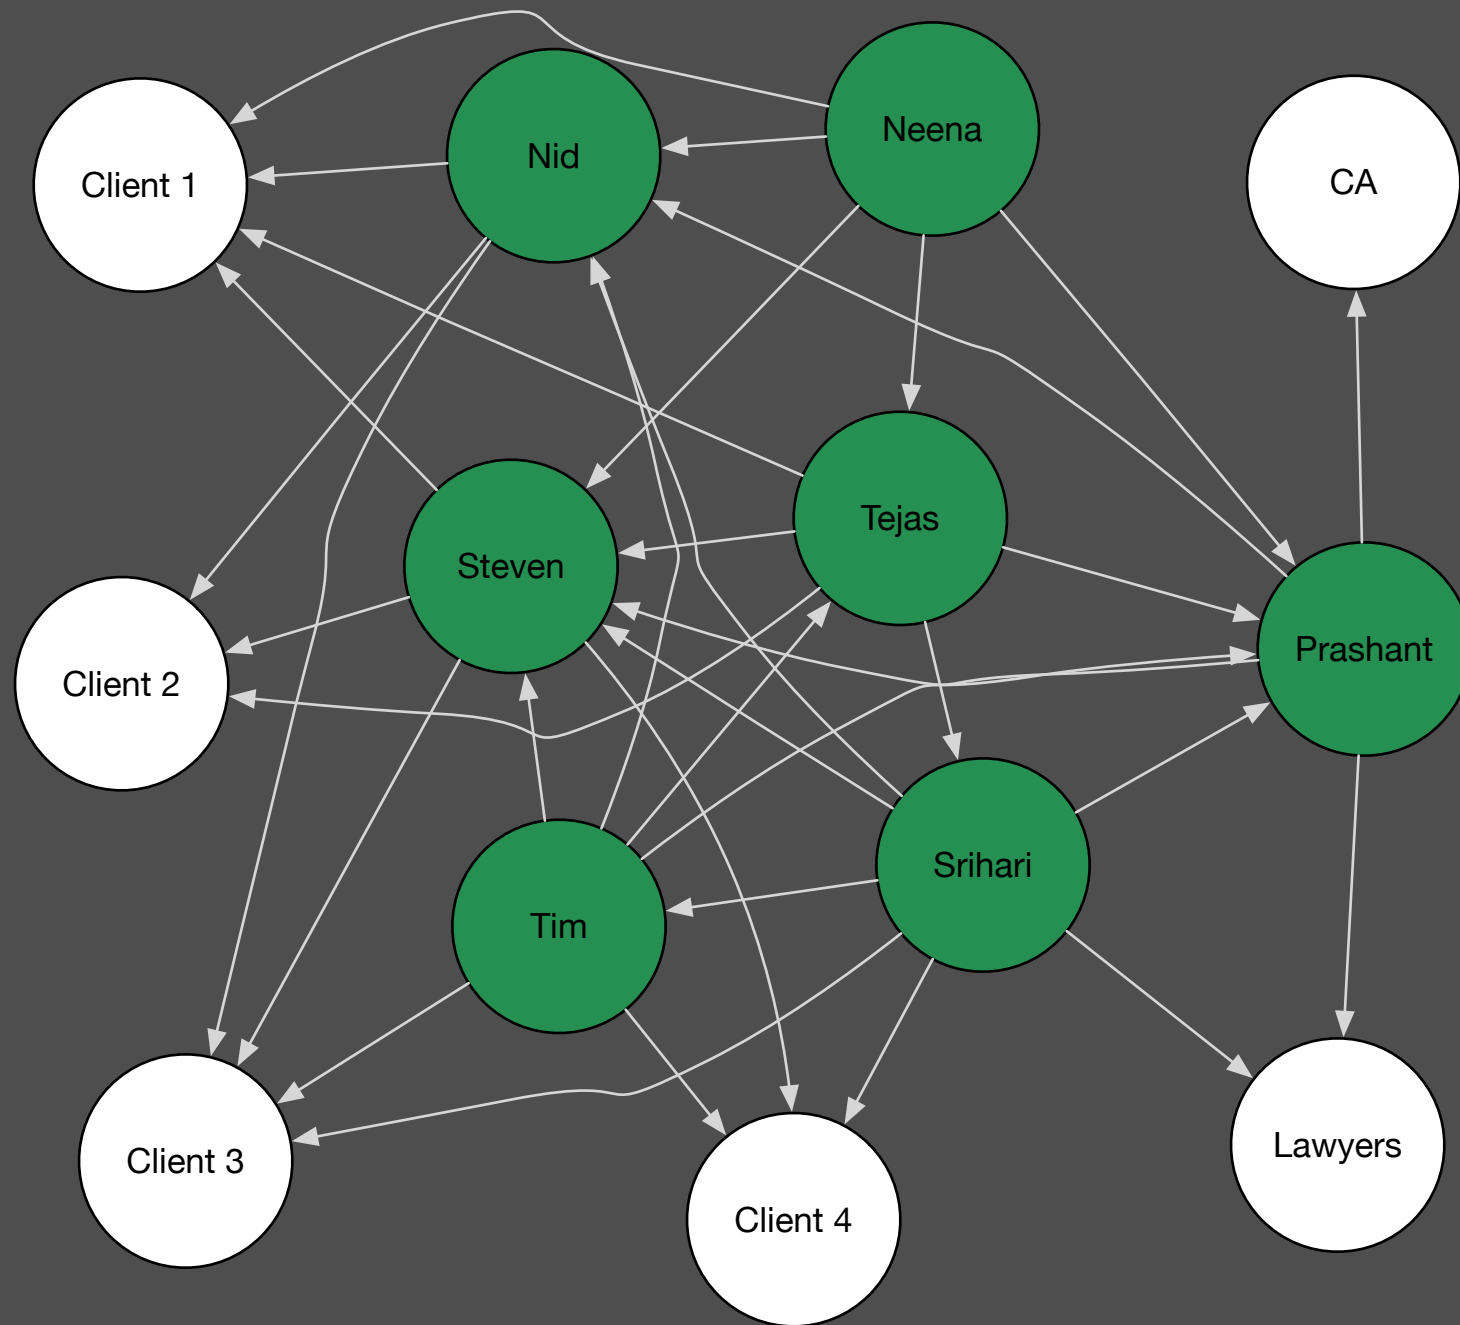 Neena
Nid
CA
Client 1
Tejas
Steven
Prashant
Client 2
Srihari
Tim
Lawyers
Client 3
Client 4